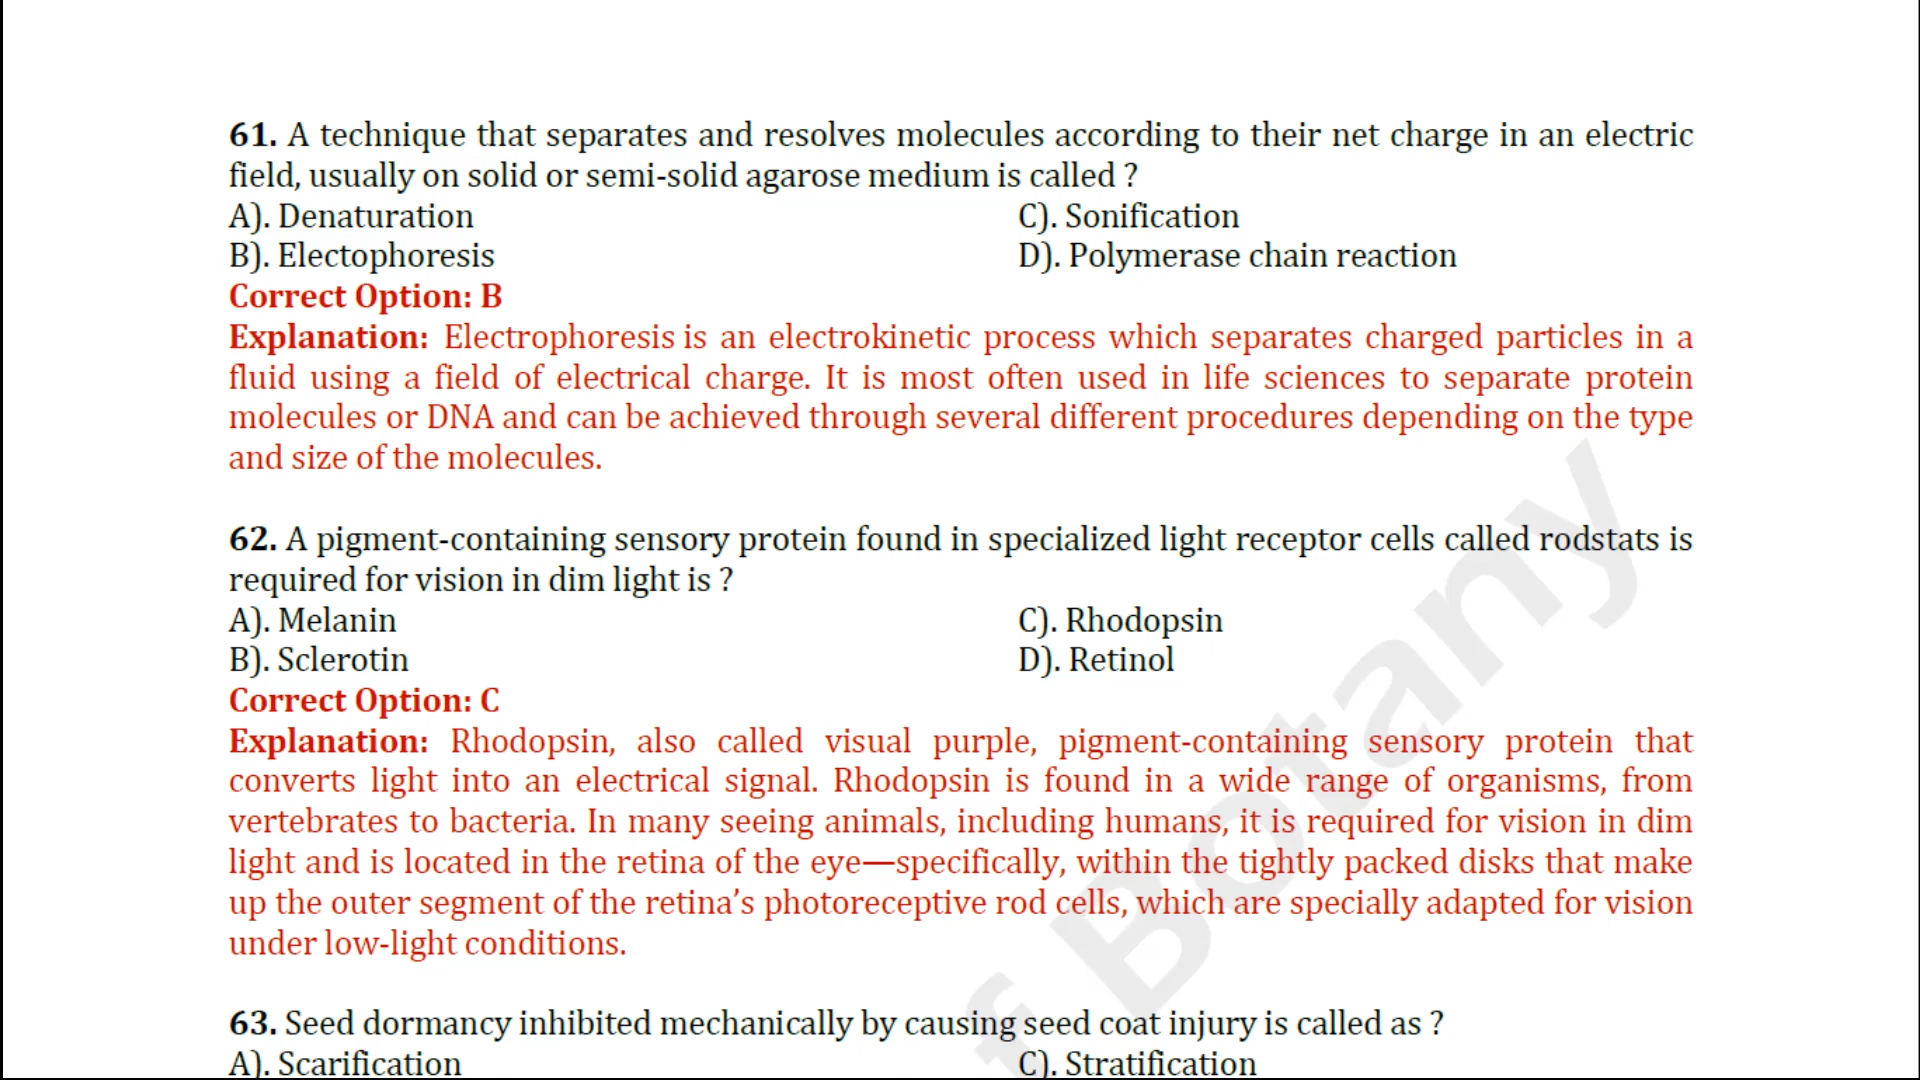 61. A technique that separates and resolves molecules according to their net charge in an electric
field, usually on solid or semi-solid agarose medium is called ?
A). Denaturation C). Sonification
B). Electophoresis D). Polymerase chain reaction
Correct Option: B
Explanation: Electrophoresis is an electrokinetic process which separates charged particles in a
fluid using a field of electrical charge. It is most often used in life sciences to separate protein
molecules or DNA and can be achieved through several different procedures depending on the type
and size of the molecules.
62. A pigment-containing sensory protein found in specialized light receptor cells called rodstats is
required for vision in dim light is ?
A). Melanin C). Rhodopsin
B). Sclerotin D). Retinol
Correct Option: C
Explanation: Rhodopsin, also called visual purple, pigment-containing sensory protein that
converts light into an electrical signal. Rhodopsin is found in a wide range of organisms, from
vertebrates to bacteria. In many seeing animals, including humans, it is required for vision in dim
light and is located in the retina of the eye—specifically, within the tightly packed disks that make
up the outer segment of the retina’s photoreceptive rod cells, which are specially adapted for vision
under low-light conditions.
63. Seed dormancy inhibited mechanically by causing seed coat injury is called as ?
A). Scarification C). Stratification
f Botany